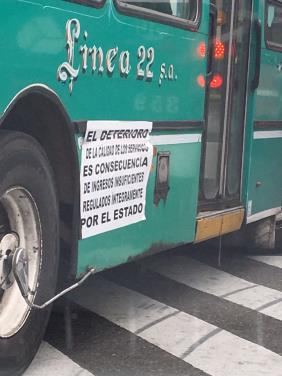 Linea 22 s.a.
EL DETERIORO
DE LA CALIDAD DE LOS SERVICIOS
ES CONSECUENCIA
DE INGRESOS INSUFICIENTES
REGULADOS INTEGRAMENTE
POR EL ESTADO